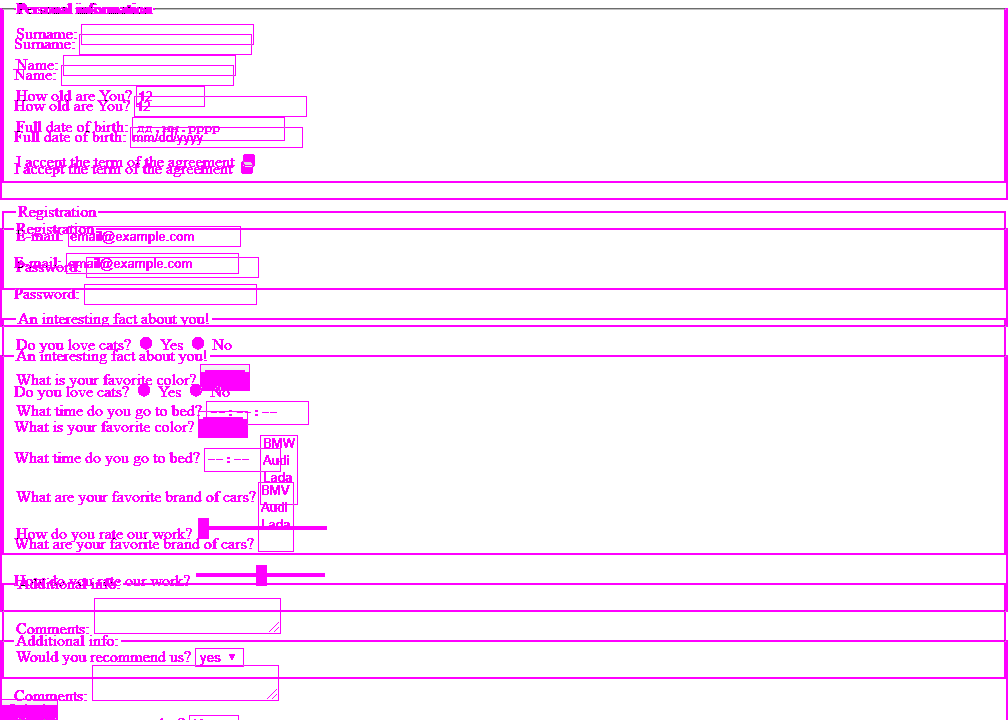 Personal information
Surname:
Surname:
Name:
Name:
How old are You? 12
How old are You? 12
Full date of birth:
Full date of birth: mm/dd/yyyy
I accept the term of the agreement
I accept the term of the agreement
Registration
Registration
E-mail: email@example.com
E-mail: email@example.com
Password:
Password:
An interesting fact about you!
Do you love cats? Yes No
An interesting fact about you!
What is your favorite color?
Do you love cats? Yes No
What time do you go to bed? --:--:--
What is your favorite color?
BMW
What time do you go to bed? --:--
Audi
Lada
BMV
What are your favorite brand of cars?
Audi
Lada
How do you rate our work?
What are your favorite brand of cars?
How do you rate our work?
Additional info:
Comments:
Additional info:
Would you recommend us? yes
Comments: